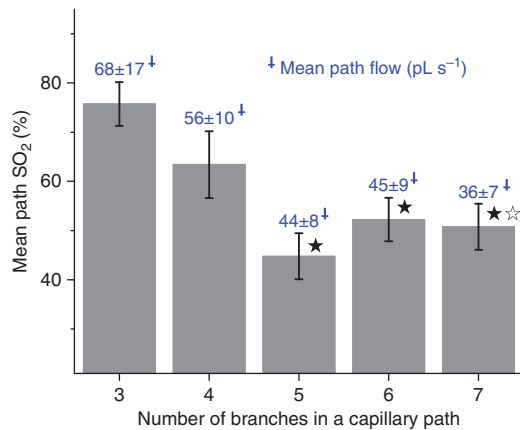 68±17⸸
⸸ Mean path flow (pL s⁻¹)
80
56±10⸸
Mean path SO₂ (%)
60
45±9⸸
36±7⸸
44±8⸸
★
★ ☆
★
40
3 4 5 6 7
Number of branches in a capillary path